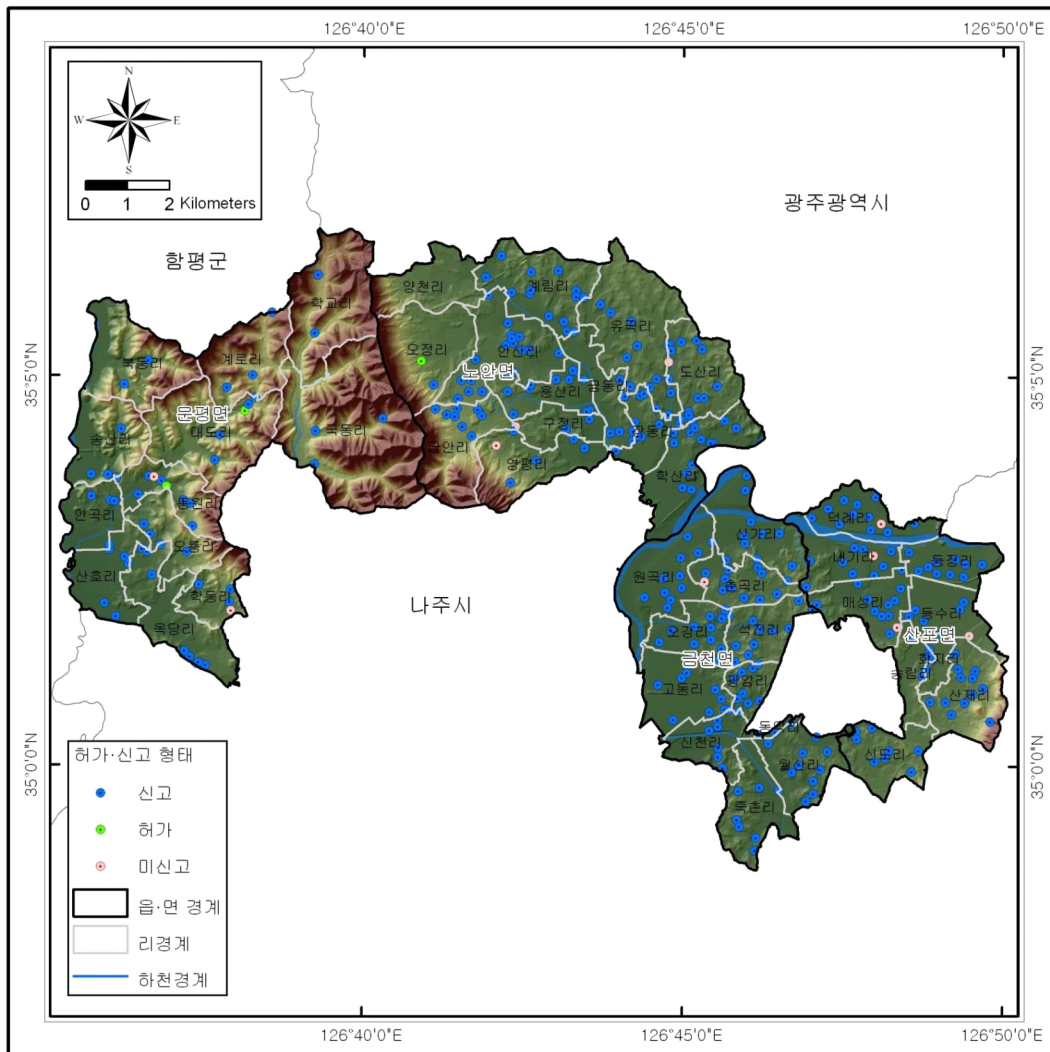 126°40'0"E 126°45'0"E 126°50'0"E
N
W E
S
0 1 2 Kilometers
광주광역시
함평군
학교리 양천리 계림리
유곡리
북동리 계로리 오정리 안산리 도산리
노안면
문평면 용산리 금동리
송산리 대도리 국동리 금안리 구정리 장동리
영평리
학산리
안곡리 동원리
오룡리
선가리 덕례리
산호리 학동리 원곡리 촌곡리 내기리 등정리
나주시
매성리 등수리
옥당리 오강리 석전리 산포면
금천면 화지리
송림리
고동리 광암리 산제리
신천리 동악리
월산리 신도리
죽촌리
35°5'0"N 35°5'0"N
35°0'0"N 35°0'0"N
허가·신고 형태
신고
허가
미신고
읍·면 경계
리경계
하천경계
126°40'0"E 126°45'0"E 126°50'0"E